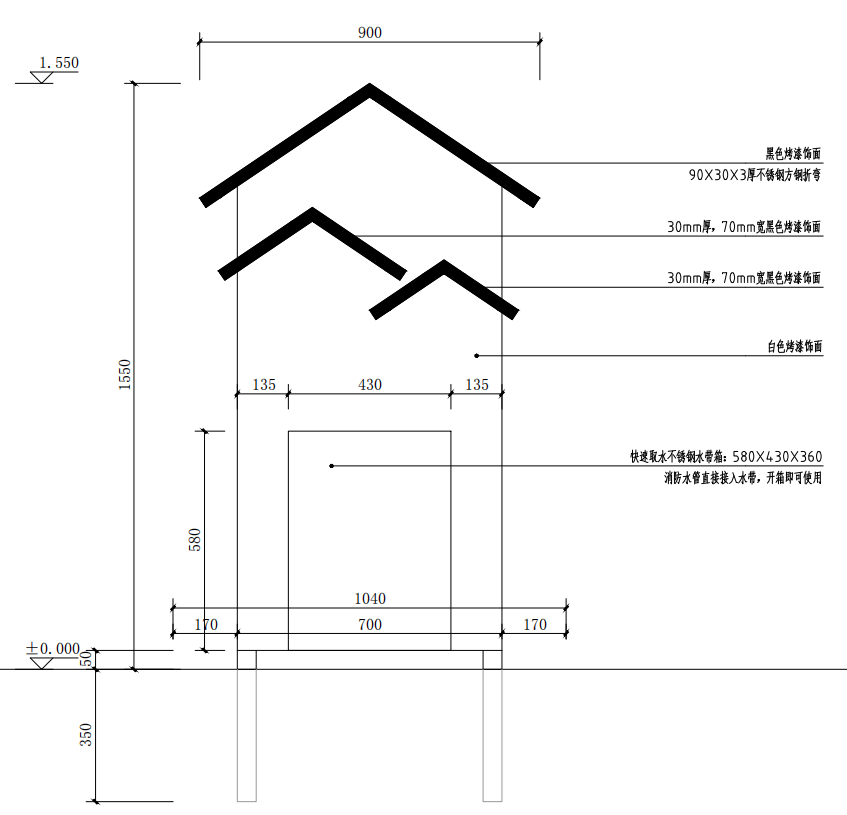 900
1.550
黑色烤漆饰面
90X30X3厚不锈钢方钢折弯
30mm厚，70mm宽黑色烤漆饰面
30mm厚，70mm宽黑色烤漆饰面
白色烤漆饰面
1550
135
430
135
快速取水不锈钢水带箱：580X430X360
消防水管直接接入水带，开箱即可使用
580
1040
170
700
170
±0.000
50
350